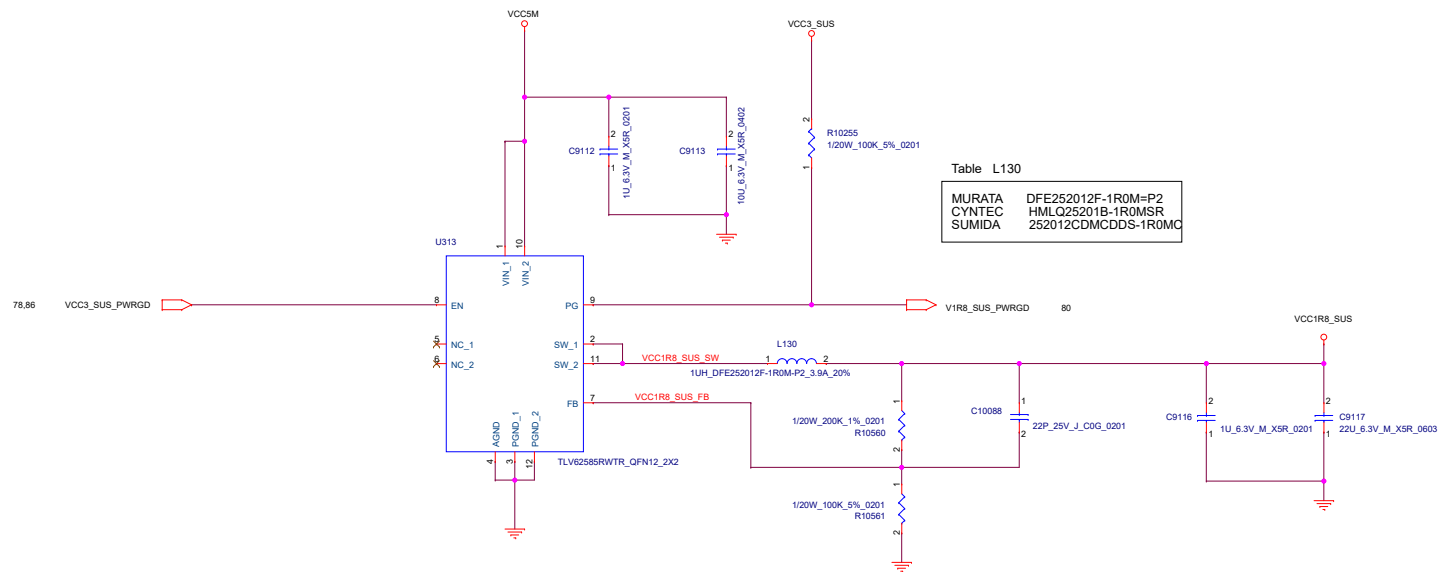 VCC5M
VCC3_SUS
C9112
2
1
1U_6.3V_M_X5R_0201
C9113
2
1
10U_6.3V_M_X5R_0402
2
R10255
1/20W_100K_5%_0201
1
Table L130
MURATA DFE252012F-1R0M=P2
CYNTEC HMLQ25201B-1R0MSR
SUMIDA 252012CDMCDDS-1R0MC
U313
1
10
VIN_1
VIN_2
78,86 VCC3_SUS_PWRGD
8
EN
PG
9
V1R8_SUS_PWRGD 80
VCC1R8_SUS
5
NC_1
SW_1
2
6
NC_2
SW_2
11
VCC1R8_SUS_SW
L130
1
2
1UH_DFE252012F-1R0M-P2_3.9A_20%
FB
7
VCC1R8_SUS_FB
1
1/20W_200K_1%_0201
R10560
2
C10088
1
22P_25V_J_C0G_0201
2
C9116
2
1
1U_6.3V_M_X5R_0201
2
C9117
22U_6.3V_M_X5R_0603
1
AGND
PGND_1
PGND_2
4
3
12
TLV62585RWTR_QFN12_2X2
1
1/20W_100K_5%_0201
R10561
2